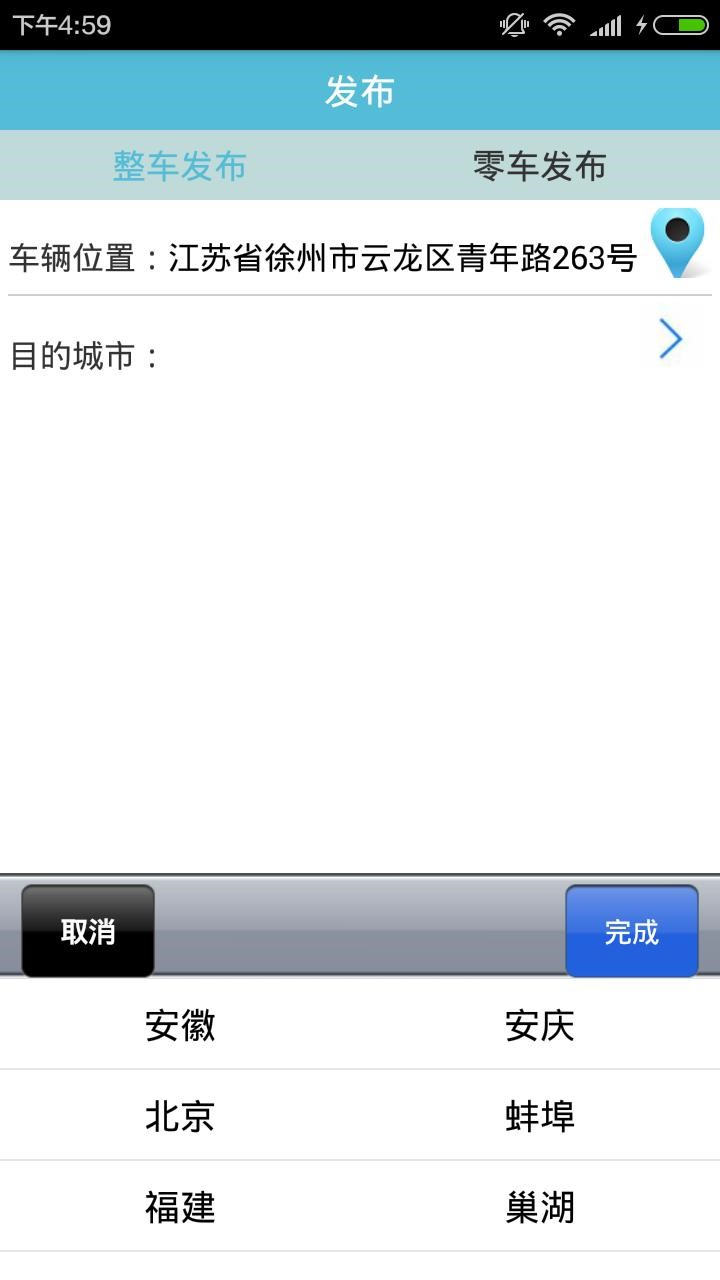 下午4:59
发布
整车发布 零车发布
车辆位置：江苏省徐州市云龙区青年路263号
目的城市：
取消 完成
安徽 安庆
北京 蚌埠
福建 巢湖